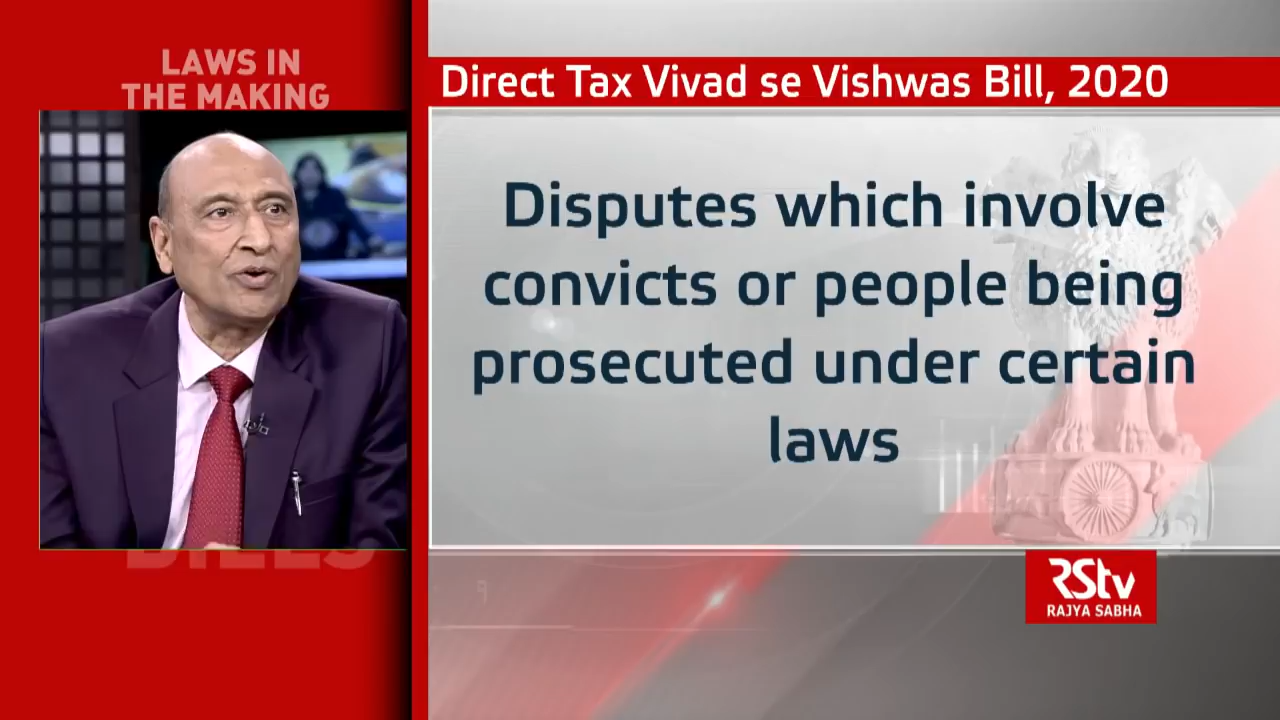 LAWS IN
THE MAKING
Direct Tax Vivad se Vishwas Bill, 2020
Disputes which involve
convicts or people being
prosecuted under certain
laws
BILLS
RStv
RAJYA SABHA